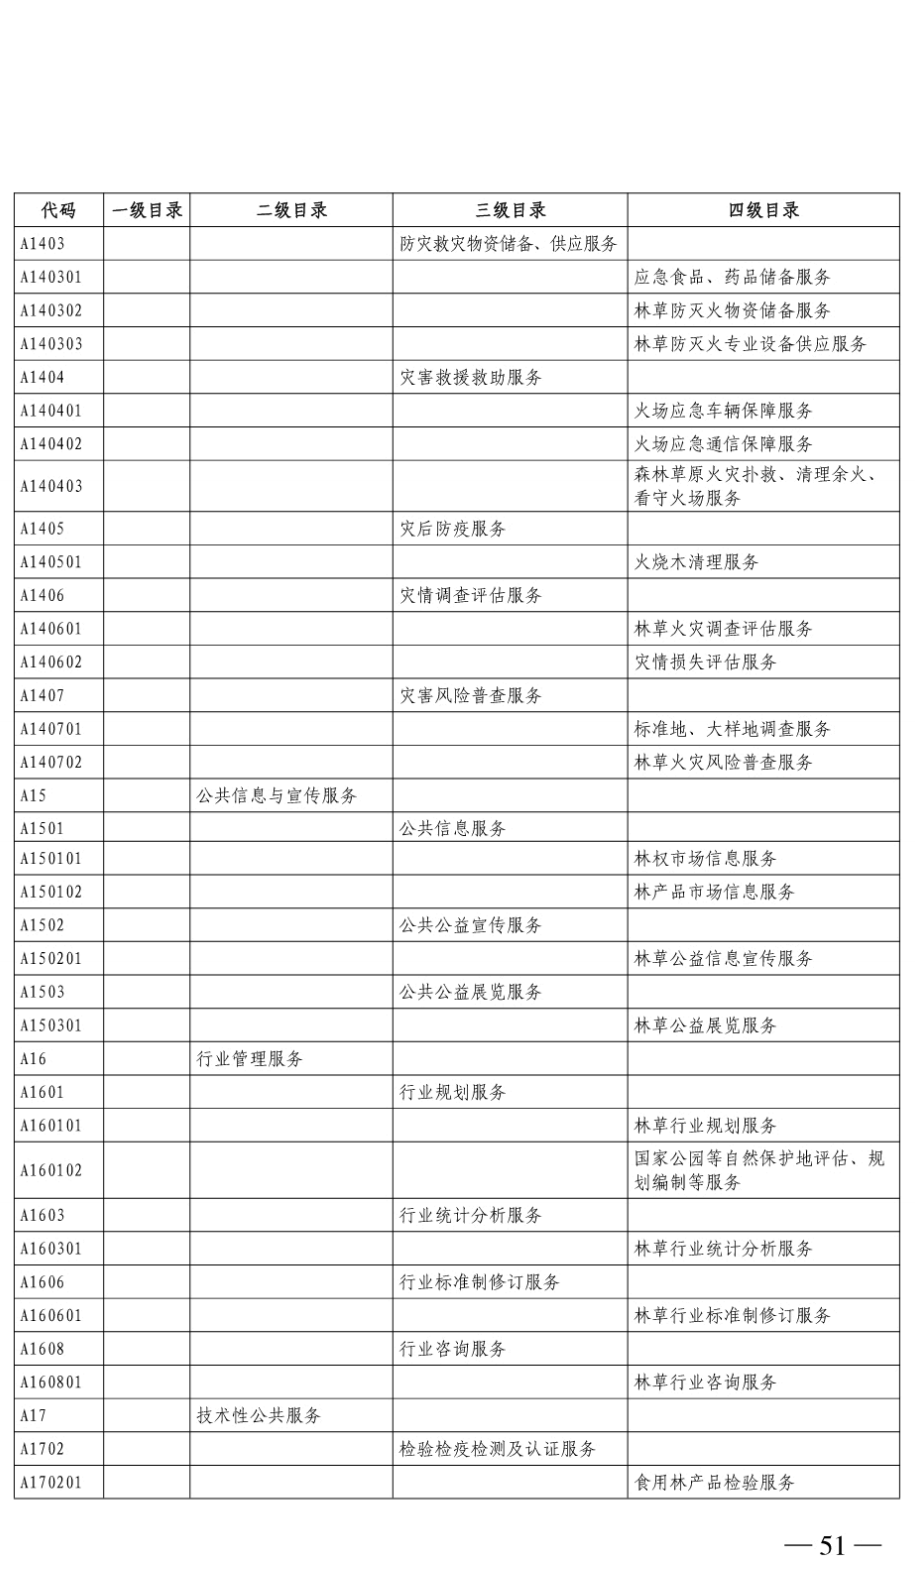 代码 一级目录 二级目录 三级目录 四级目录
A1403 防灾救灾物资储备、供应服务
A140301 应急食品、药品储备服务
A140302 林草防灭火物资储备服务
A140303 林草防灭火专业设备供应服务
A1404 灾害救援救助服务
A140401 火场应急车辆保障服务
A140402 火场应急通信保障服务
A140403 森林草原火灾扑救、清理余火、
看守火场服务
A1405 灾后防疫服务
A140501 火烧木清理服务
A1406 灾情调查评估服务
A140601 林草火灾调查评估服务
A140602 灾情损失评估服务
A1407 灾害风险普查服务
A140701 标准地、大样地调查服务
A140702 林草火灾风险普查服务
A15 公共信息与宣传服务
A1501 公共信息服务
A150101 林权市场信息服务
A150102 林产品市场信息服务
A1502 公共公益宣传服务
A150201 林草公益信息宣传服务
A1503 公共公益展览服务
A150301 林草公益展览服务
A16 行业管理服务
A1601 行业规划服务
A160101 林草行业规划服务
A160102 国家公园等自然保护地评估、规
划编制等服务
A1603 行业统计分析服务
A160301 林草行业统计分析服务
A1606 行业标准制修订服务
A160601 林草行业标准制修订服务
A1608 行业咨询服务
A160801 林草行业咨询服务
A17 技术性公共服务
A1702 检验检疫检测及认证服务
A170201 食用林产品检验服务
— 51 —